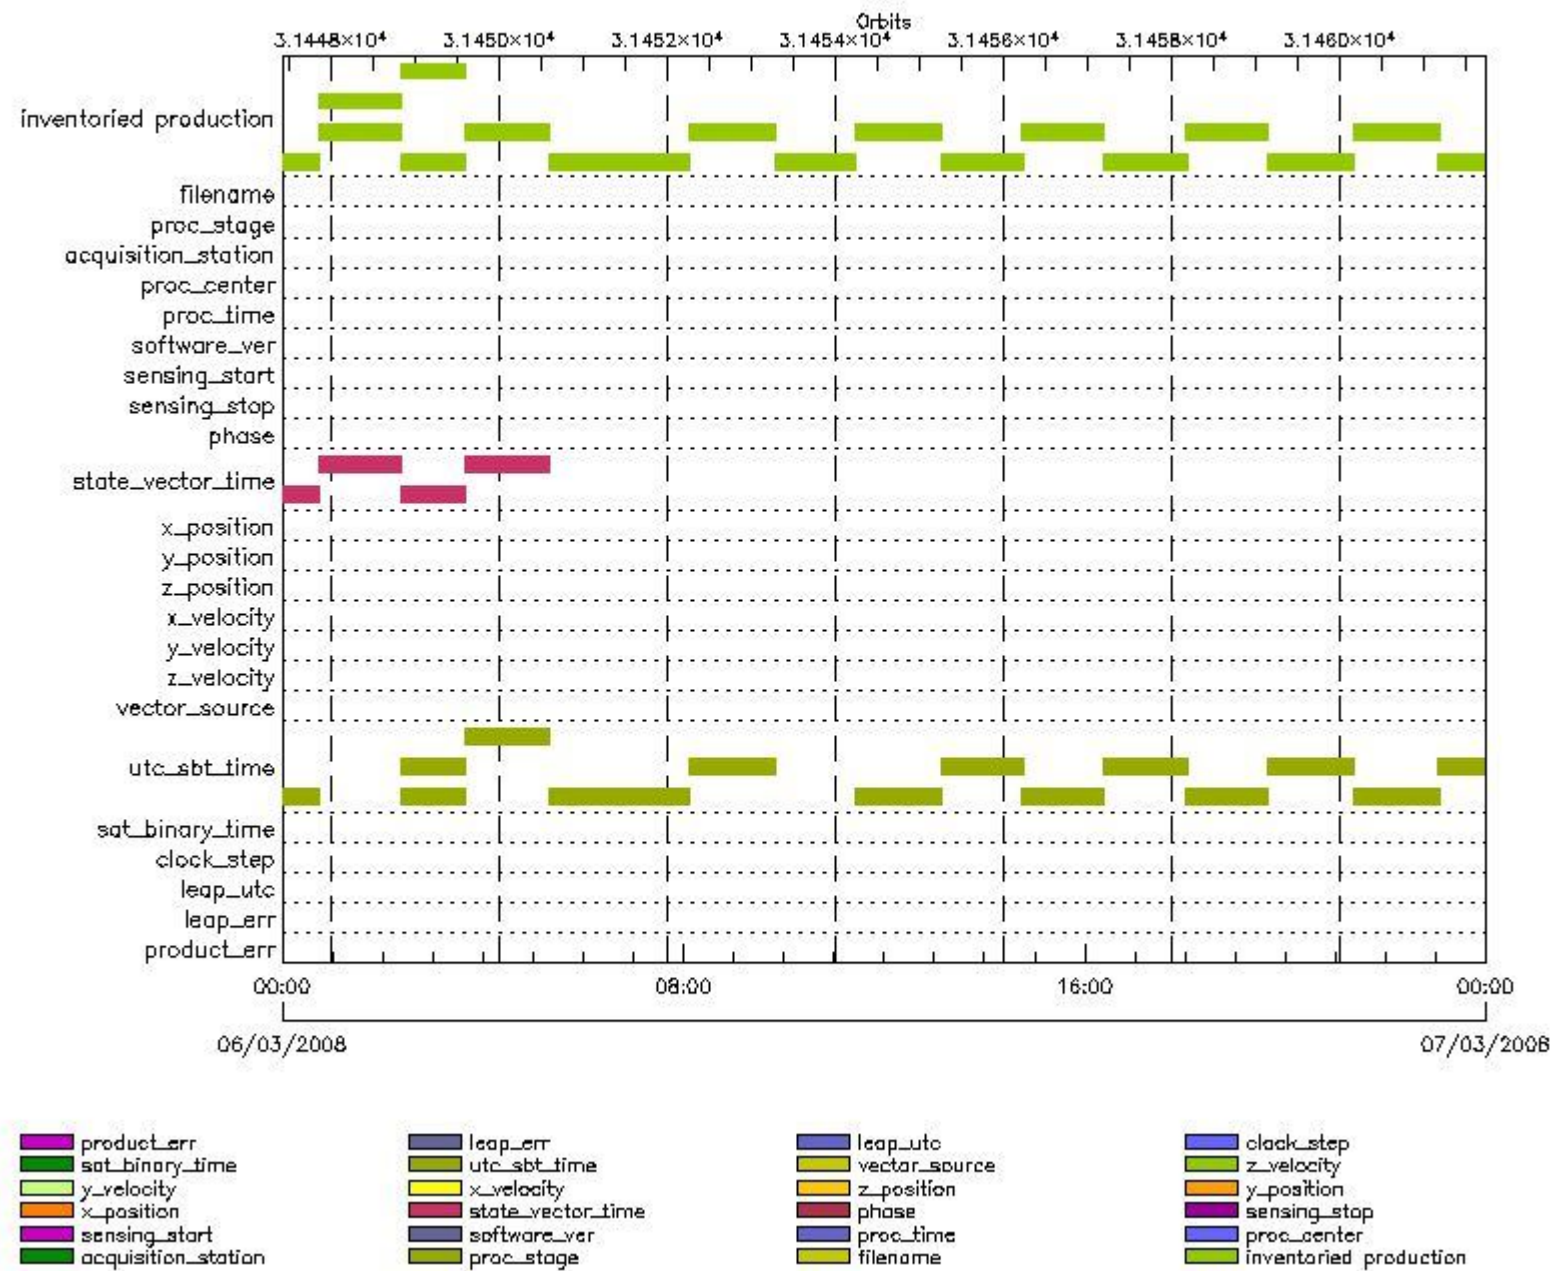 Orbits
3.1448×10⁴ 3.1450×10⁴ 3.1452×10⁴ 3.1454×10⁴ 3.1456×10⁴ 3.1458×10⁴ 3.1460×10⁴
inventoried production
filename
proc_stage
acquisition_station
proc_center
proc_time
software_ver
sensing_start
sensing_stop
phase
state_vector_time
x_position
y_position
z_position
x_velocity
y_velocity
z_velocity
vector_source
utc_sbt_time
sat_binary_time
clock_step
leap_utc
leap_err
product_err
00:00 08:00 16:00 00:00
06/03/2008 07/03/2008
product_err leap_err leap_utc clock_step
sat_binary_time utc_sbt_time vector_source z_velocity
y_velocity x_velocity z_position y_position
x_position state_vector_time phase sensing_stop
sensing_start software_ver proc_time proc_center
acquisition_station proc_stage filename inventoried production